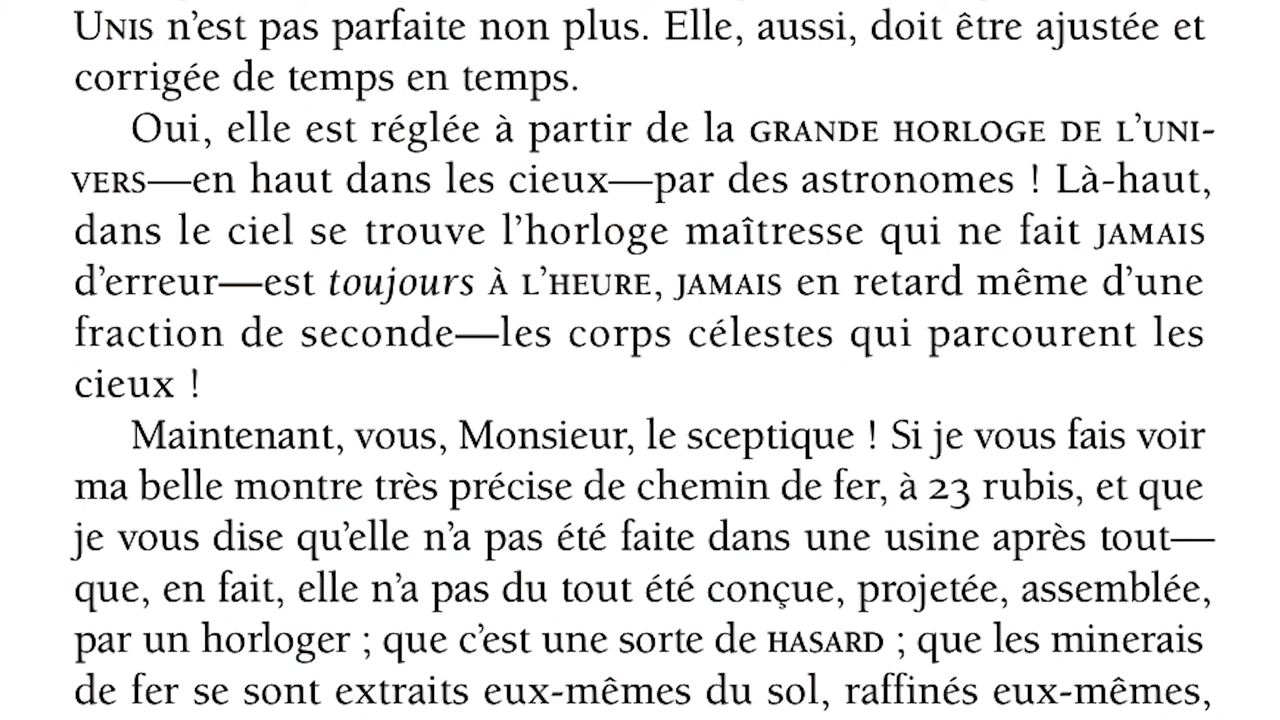 UNIS n’est pas parfaite non plus. Elle, aussi, doit être ajustée et
corrigée de temps en temps.
Oui, elle est réglée à partir de la GRANDE HORLOGE DE L’UNI-
VERS—en haut dans les cieux—par des astronomes ! Là-haut,
dans le ciel se trouve l’horloge maîtresse qui ne fait JAMAIS
d’erreur—est toujours À L’HEURE, JAMAIS en retard même d’une
fraction de seconde—les corps célestes qui parcourent les
cieux !
Maintenant, vous, Monsieur, le sceptique ! Si je vous fais voir
ma belle montre très précise de chemin de fer, à 23 rubis, et que
je vous dise qu’elle n’a pas été faite dans une usine après tout—
que, en fait, elle n’a pas du tout été conçue, projetée, assemblée,
par un horloger ; que c’est une sorte de HASARD ; que les minerais
de fer se sont extraits eux-mêmes du sol, raffinés eux-mêmes,